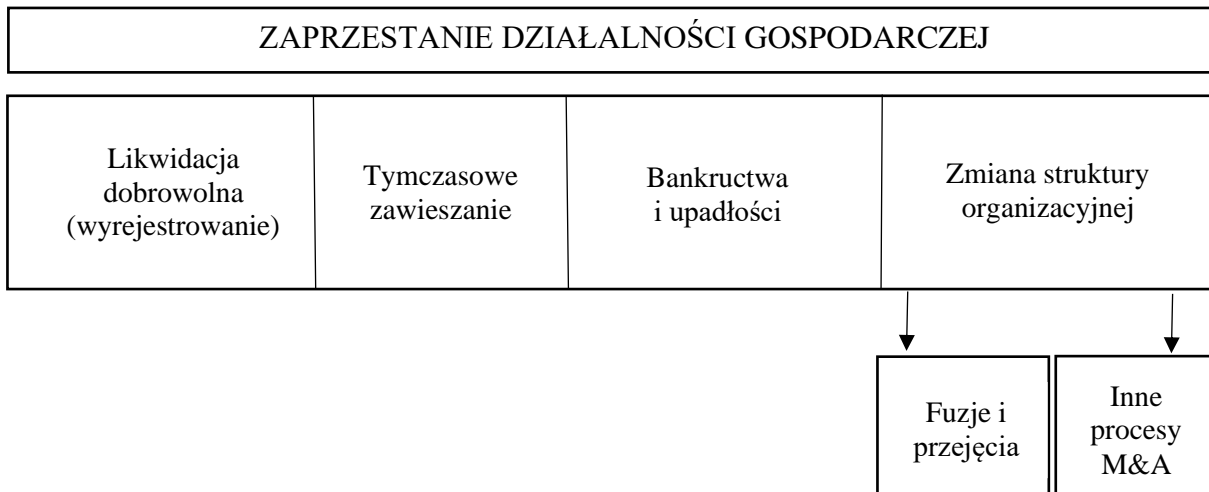 ZAPRZESTANIE DZIAŁALNOŚCI GOSPODARCZEJ
Likwidacja
dobrowolna
(wyrejestrowanie)
Tymczasowe
zawieszanie
Bankructwa
i upadłości
Zmiana struktury
organizacyjnej
Fuzje i
przejęcia
Inne
procesy
M&A